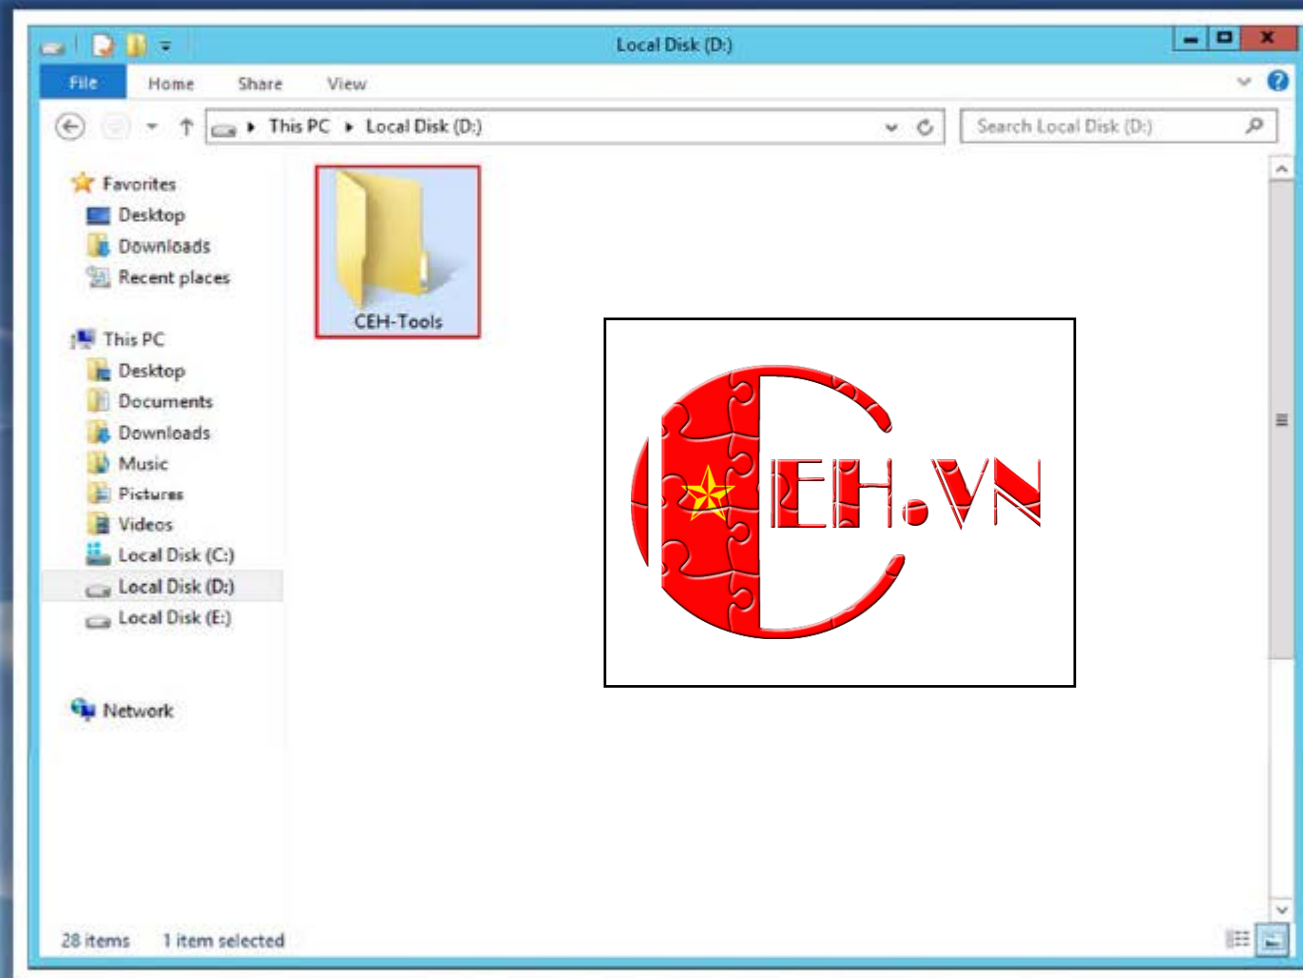 Local Disk (D:)
File Home Share View
This PC Local Disk (D:)
Search Local Disk (D:)
Favorites
Desktop
Downloads
Recent places
This PC
Desktop
Documents
Downloads
Music
Pictures
Videos
Local Disk (C:)
Local Disk (D:)
Local Disk (E:)
Network
CEH-Tools
CEH.VN
28 items 1 item selected